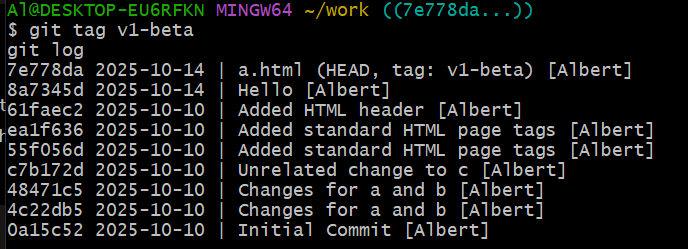 Al@DESKTOP-EU6RFKN MINGW64 ~/work ((7e778da...))
$ git tag v1-beta
git log
7e778da 2025-10-14 | a.html (HEAD, tag: v1-beta) [Albert]
8a7345d 2025-10-14 | Hello [Albert]
61faec2 2025-10-10 | Added HTML header [Albert]
ea1f636 2025-10-10 | Added standard HTML page tags [Albert]
55f056d 2025-10-10 | Added standard HTML page tags [Albert]
c7b172d 2025-10-10 | Unrelated change to c [Albert]
48471c5 2025-10-10 | Changes for a and b [Albert]
4c22db5 2025-10-10 | Changes for a and b [Albert]
0a15c52 2025-10-10 | Initial Commit [Albert]